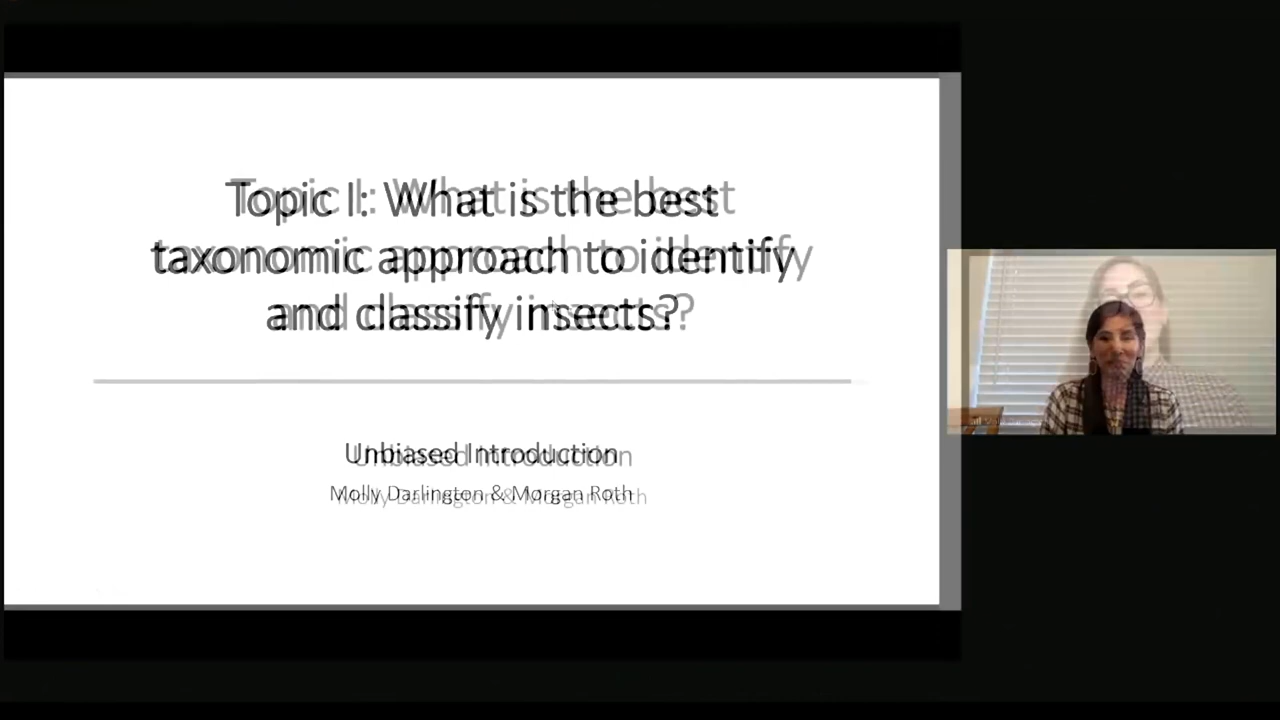 Topic I: What is the best
taxonomic approach to identify
and classify insects?
Unbiased Introduction
Molly Darlington & Morgan Roth